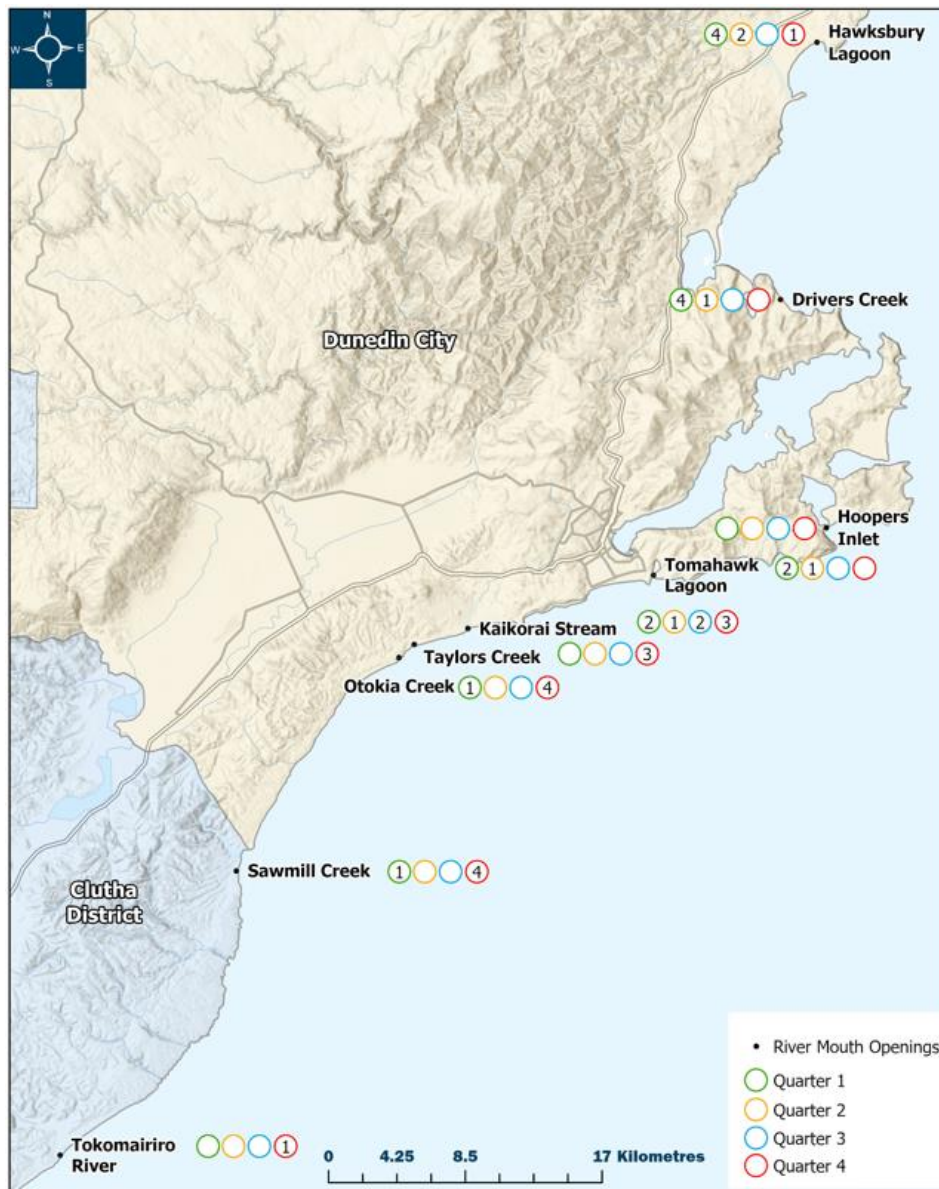 N
W E
S
4 2 1
Hawksbury
Lagoon
4 1
Drivers Creek
Dunedin City
Hoopers
Inlet
Tomahawk
Lagoon
2 1
Kaikorai Stream
2 1 2 3
Taylors Creek
3
Otokia Creek
1 4
Sawmill Creek
1 4
Clutha
District
Tokomairiro
River
1
0 4.25 8.5 17 Kilometres
River Mouth Openings
Quarter 1
Quarter 2
Quarter 3
Quarter 4